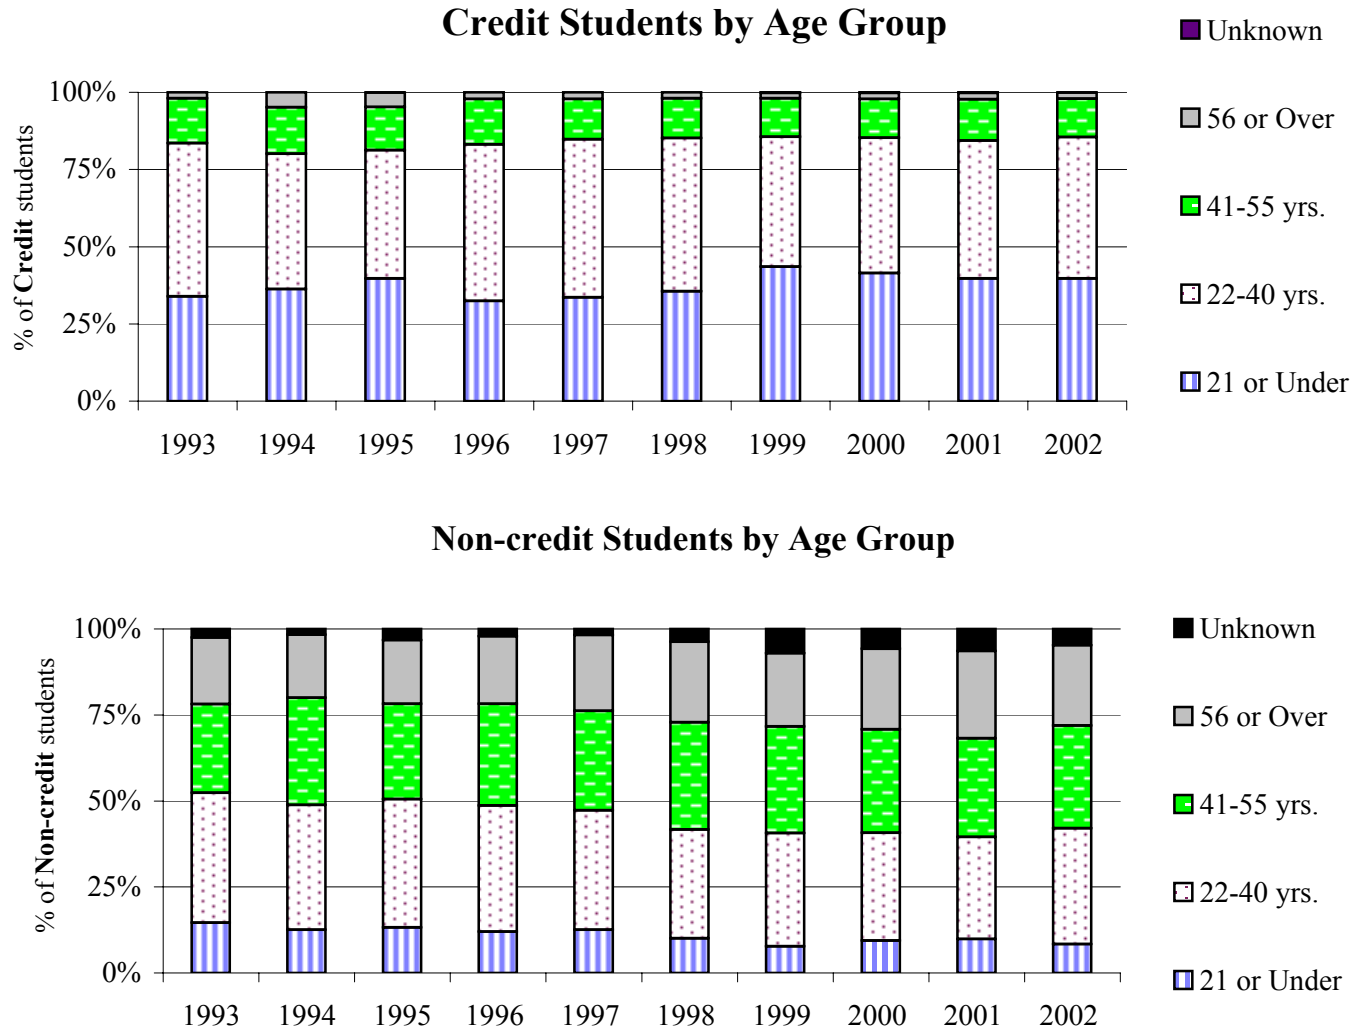 Credit Students by Age Group
Unknown
56 or Over
41-55 yrs.
22-40 yrs.
21 or Under
% of Credit students
100%
75%
50%
25%
0%
1993 1994 1995 1996 1997 1998 1999 2000 2001 2002
Non-credit Students by Age Group
Unknown
56 or Over
41-55 yrs.
22-40 yrs.
21 or Under
% of Non-credit students
100%
75%
50%
25%
0%
1993 1994 1995 1996 1997 1998 1999 2000 2001 2002